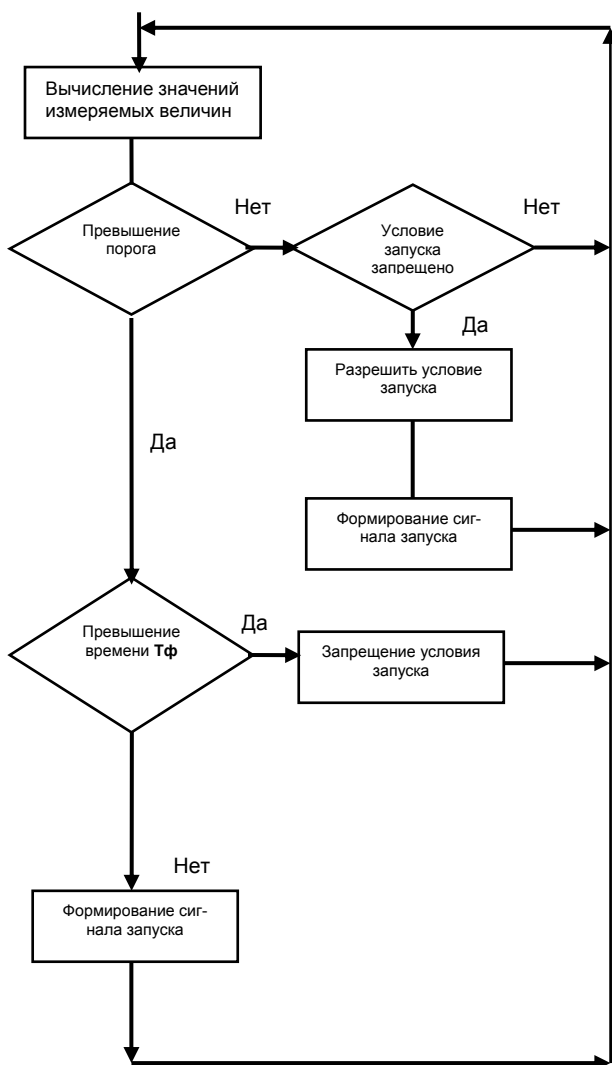 Вычисление значений
измеряемых величин
Превышение
порога
Нет
Условие
запуска
запрещено
Нет
Да
Разрешить условие
запуска
Да
Формирование сиг-
нала запуска
Превышение
времени Тф
Да
Запрещение условия
запуска
Нет
Формирование сиг-
нала запуска